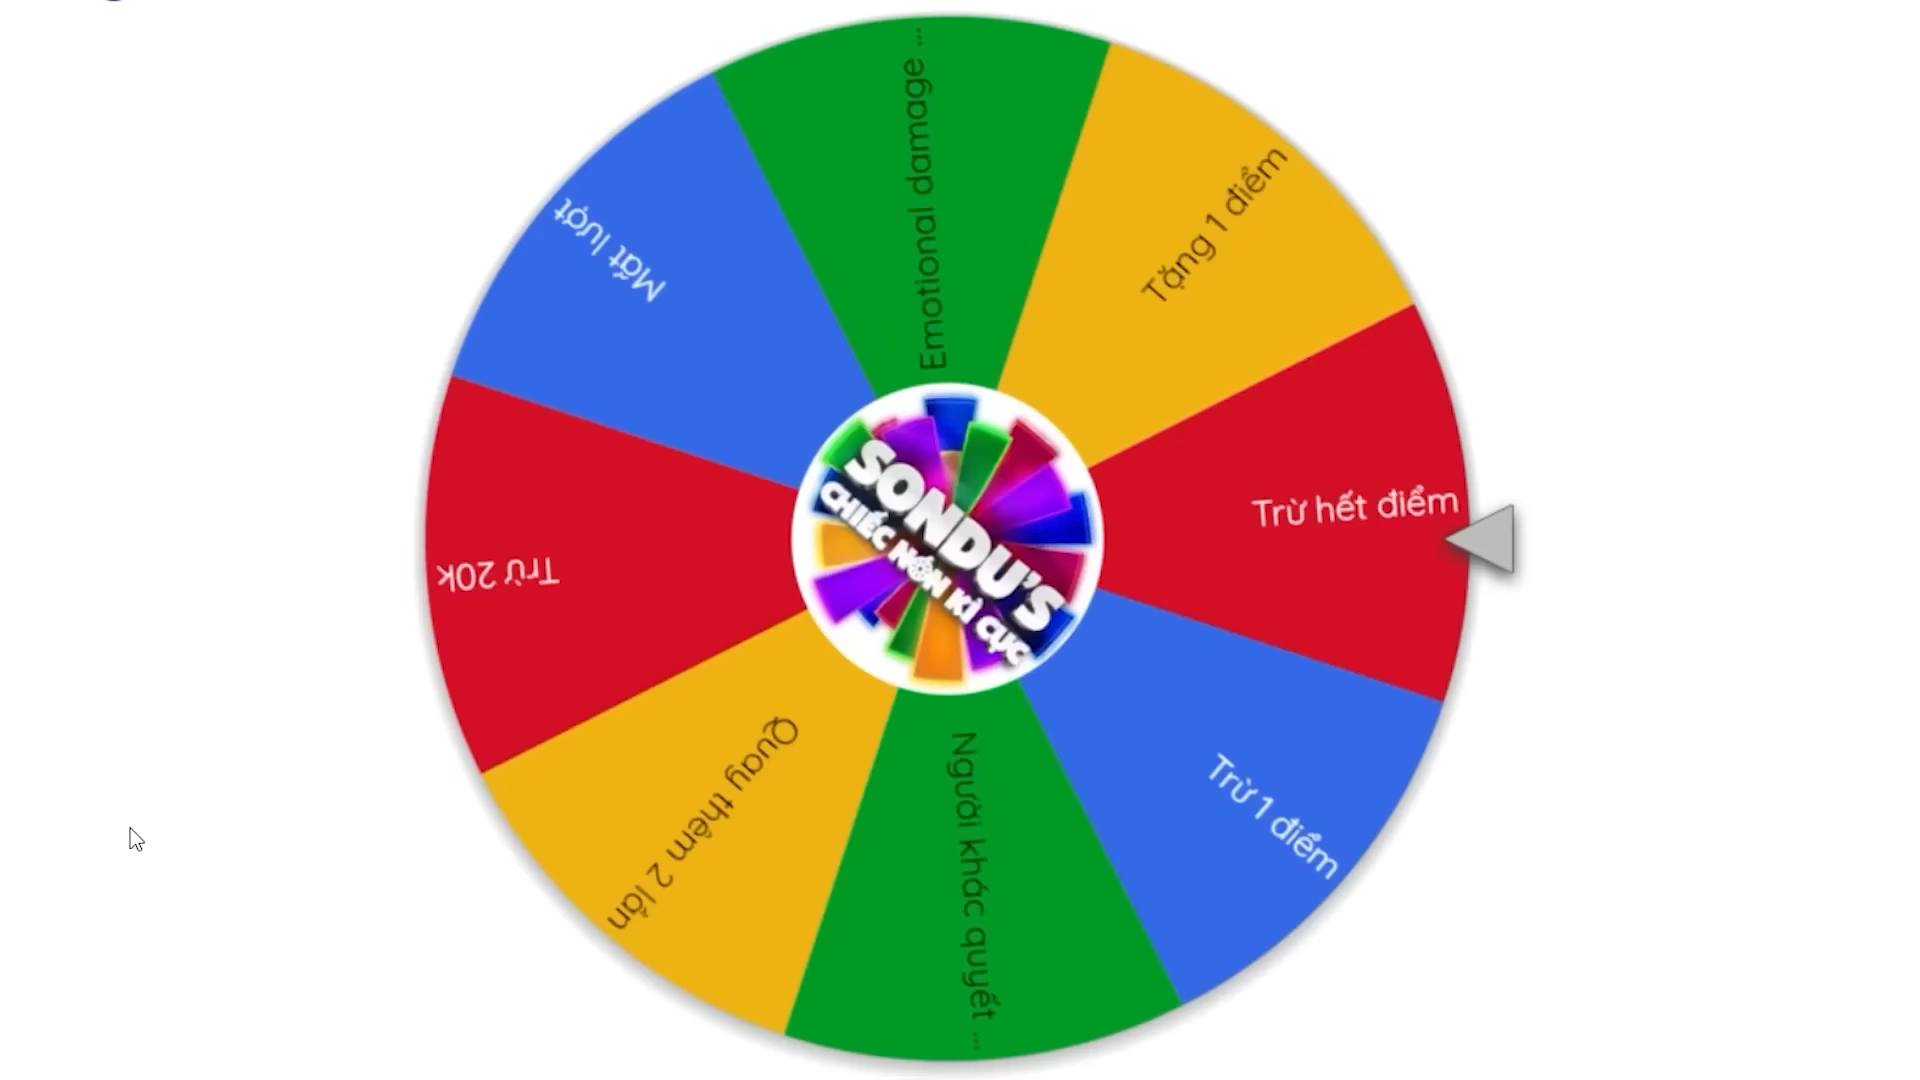 Emotional damage ...
Tặng 1 điểm
Trừ hết điểm
Trừ 1 điểm
Người khác quyết ...
Quay thêm 2 lần
Trừ 20k
Mất lượt
SONDU'S
CHIẾC NÓN KÌ CỰC